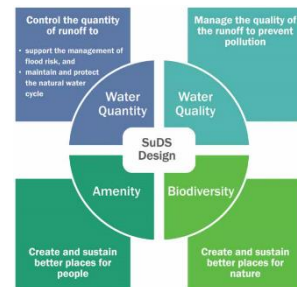 Control the quantity
of runoff to
• support the management of
flood risk, and
• maintain and protect
the natural water
cycle
Manage the quality of
the runoff to prevent
pollution
Water
Quantity
Water
Quality
SuDS
Design
Amenity
Biodiversity
Create and sustain
better places for
people
Create and sustain
better places for
nature